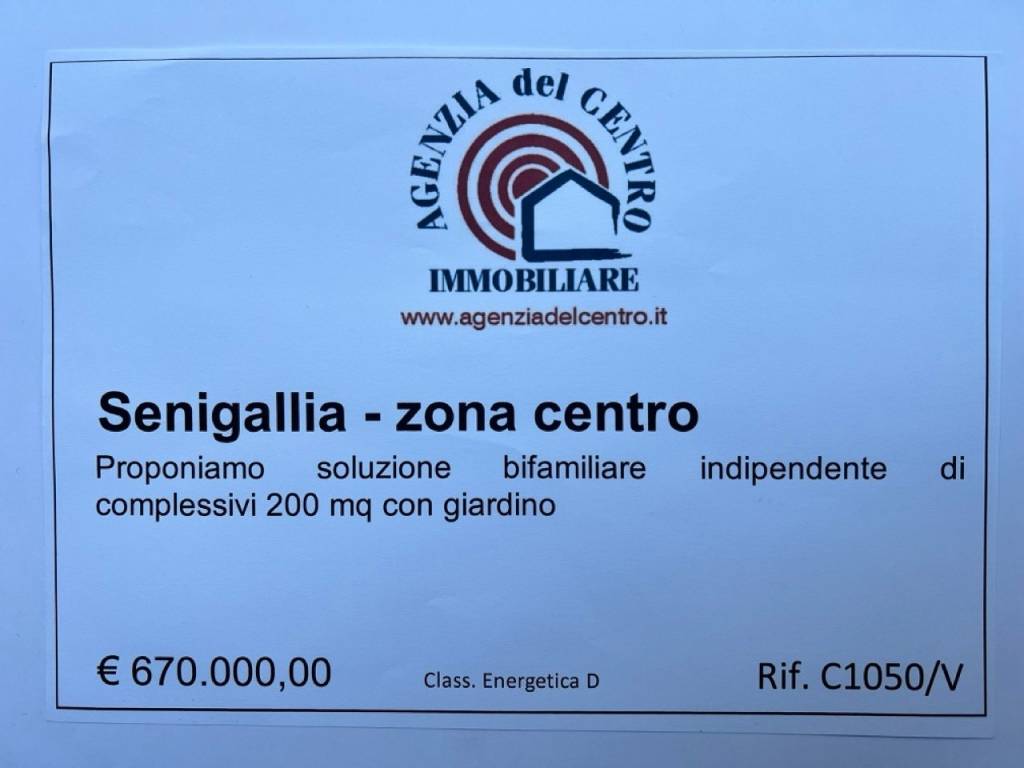 AGENZIA del CENTRO
IMMOBILIARE
www.agenziadelcentro.it
Senigallia - zona centro
Proponiamo soluzione bifamiliare indipendente di
complessivi 200 mq con giardino
€ 670.000,00 Class. Energetica D Rif. C1050/V